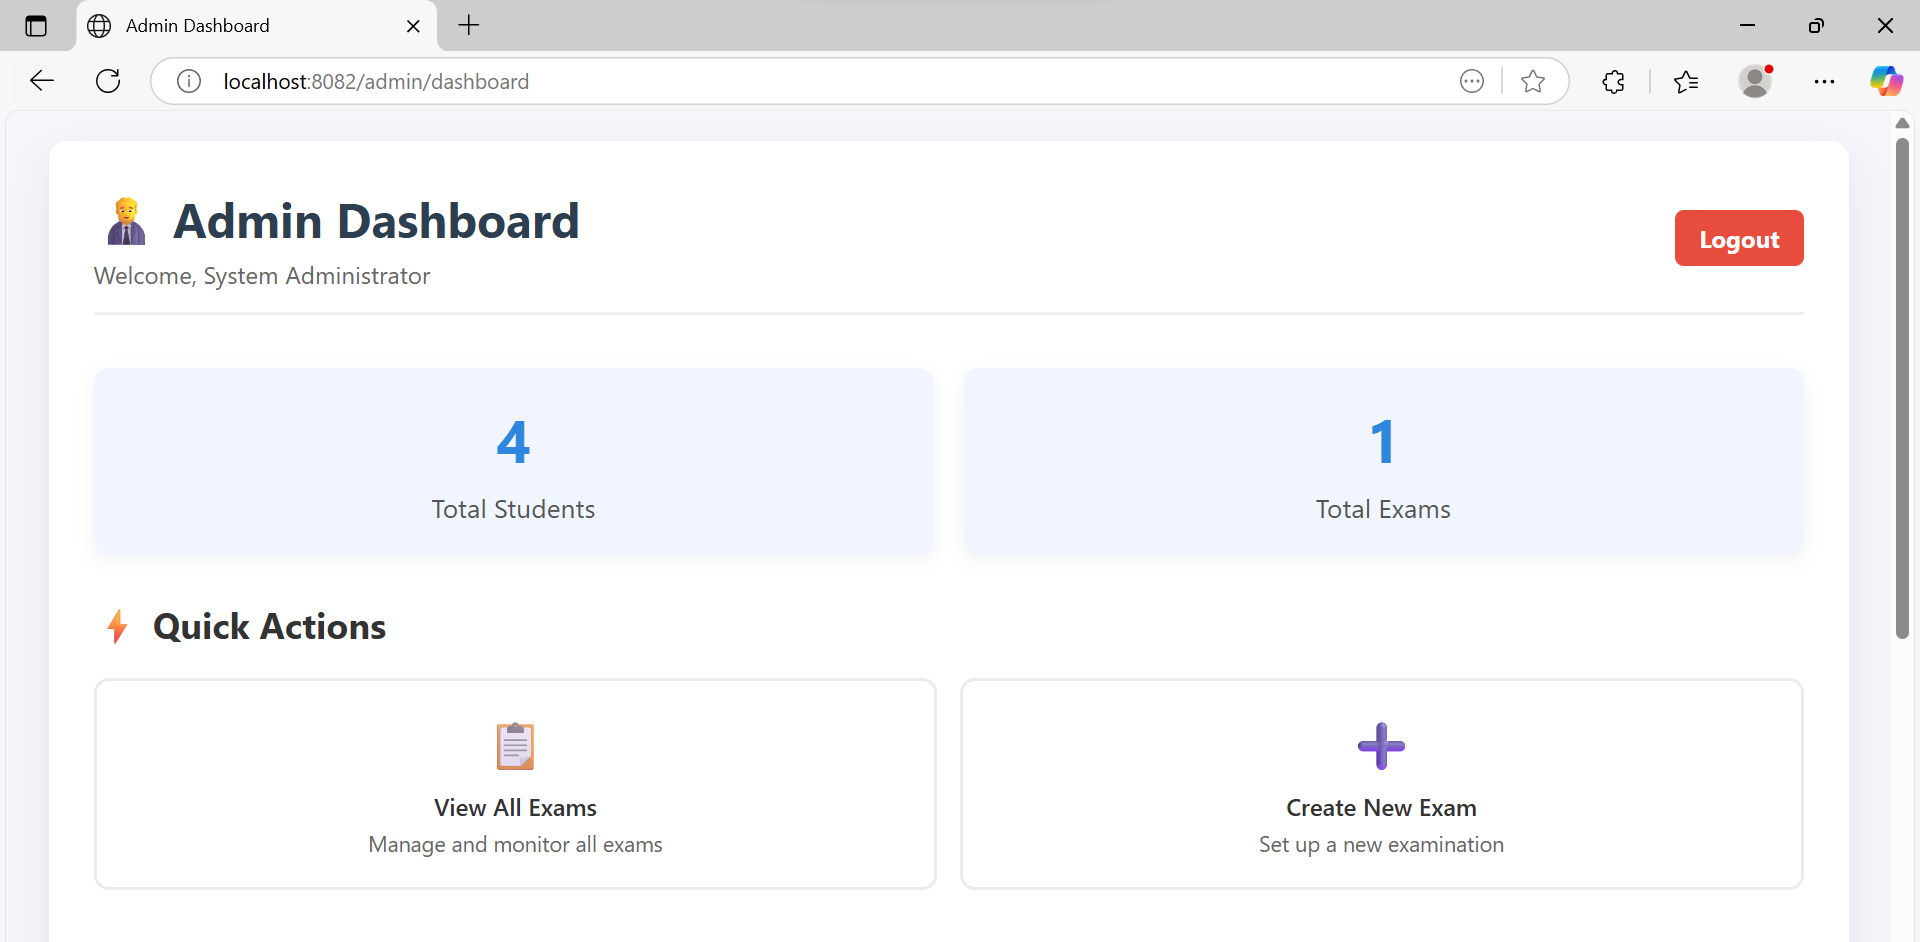 Admin Dashboard
localhost:8082/admin/dashboard
Admin Dashboard
Welcome, System Administrator
Logout
4
Total Students
1
Total Exams
Quick Actions
View All Exams
Manage and monitor all exams
Create New Exam
Set up a new examination